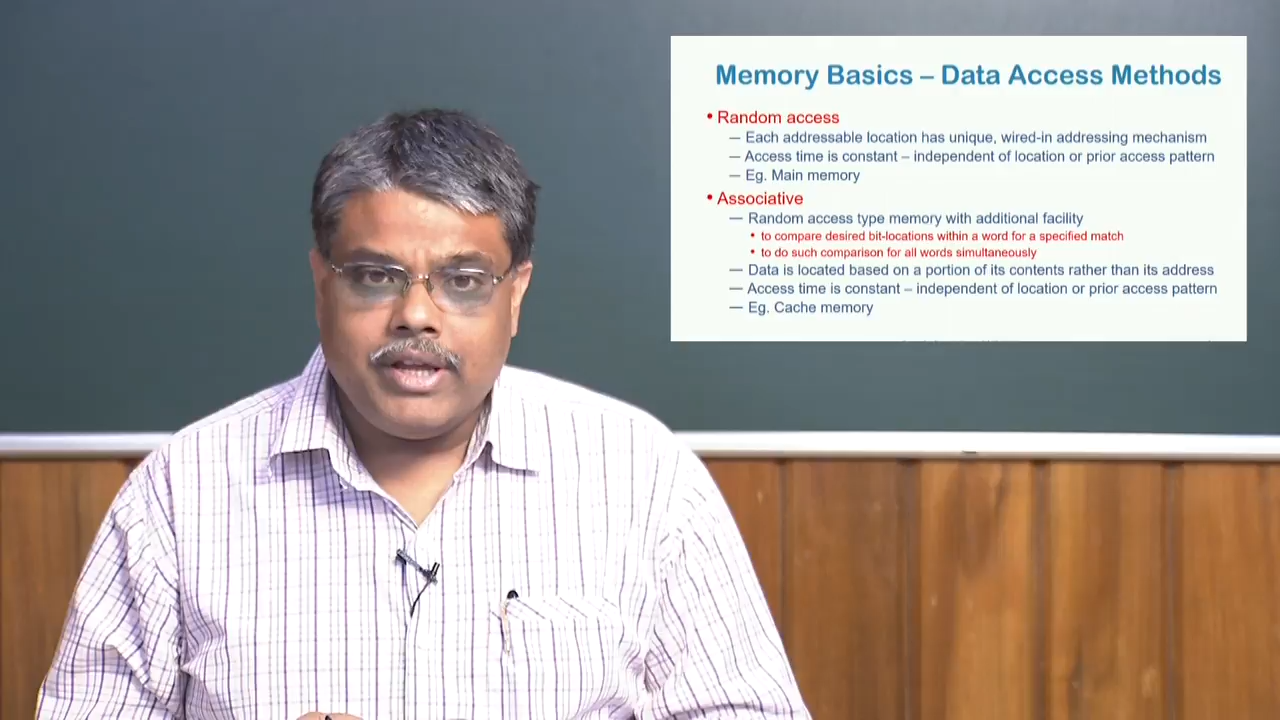 Memory Basics – Data Access Methods
• Random access
— Each addressable location has unique, wired-in addressing mechanism
— Access time is constant – independent of location or prior access pattern
— Eg. Main memory
• Associative
— Random access type memory with additional facility
• to compare desired bit-locations within a word for a specified match
• to do such comparison for all words simultaneously
— Data is located based on a portion of its contents rather than its address
— Access time is constant – independent of location or prior access pattern
— Eg. Cache memory